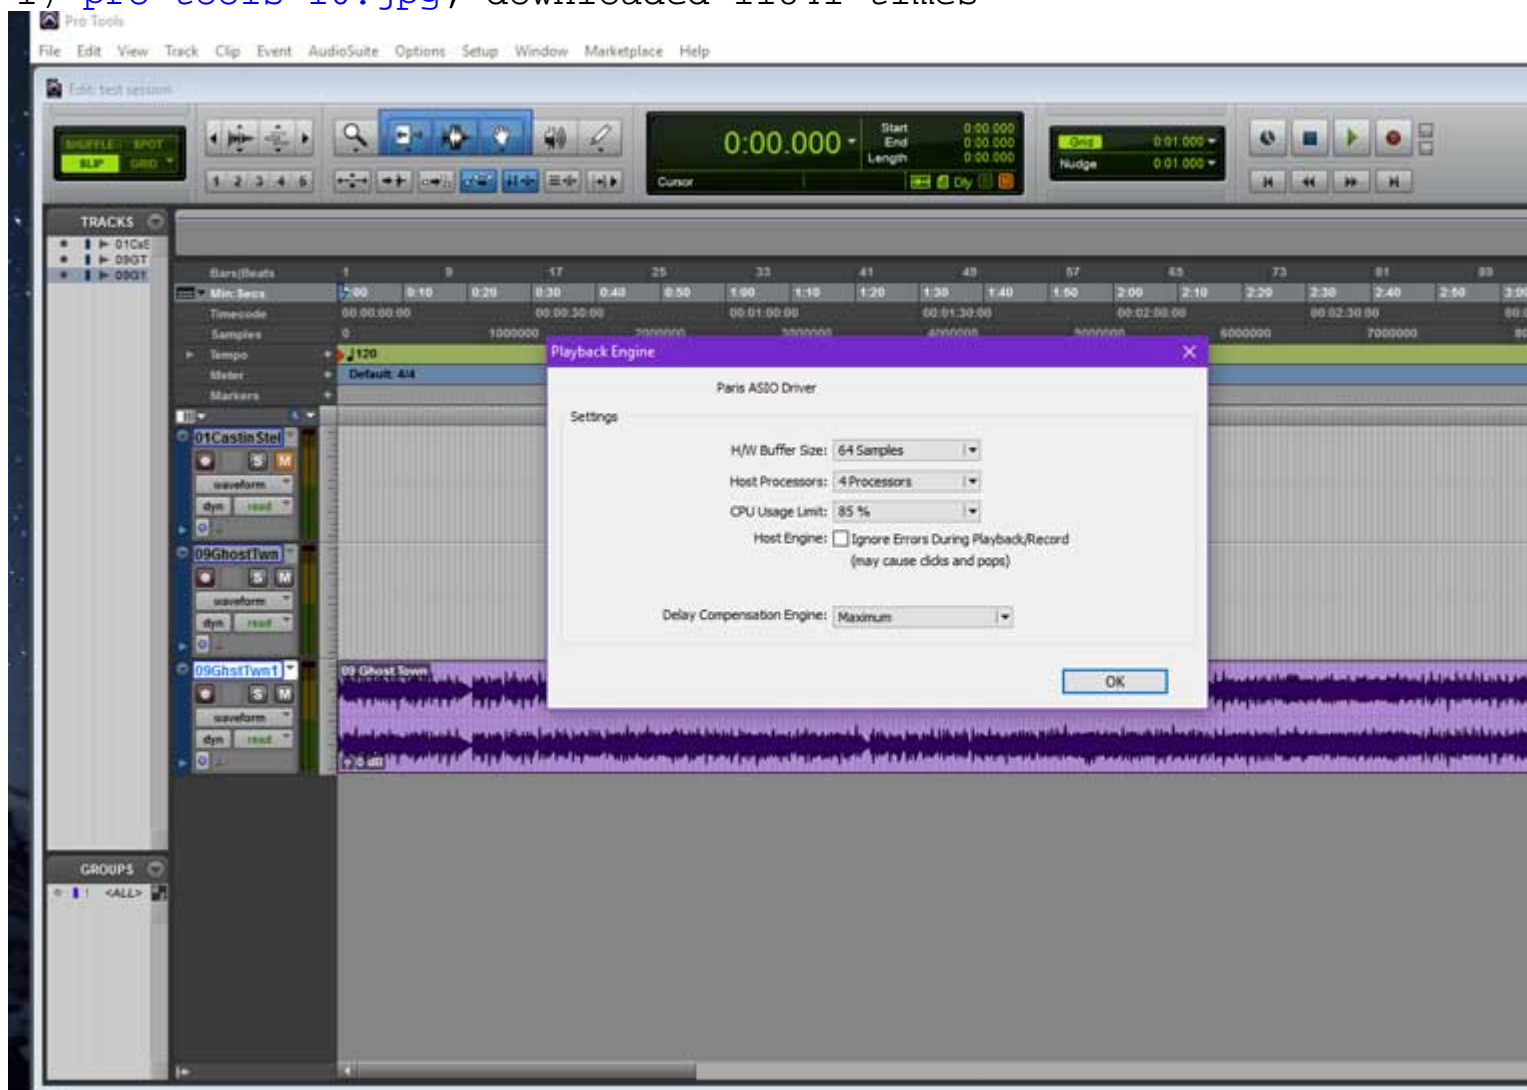 Pro Tools
File Edit View Track Clip Event AudioSuite Options Setup Window Marketplace Help
Edit: test session
SHUFFLE SPOT
SLIP GRID
1 2 3 4 5
0:00.000
Start 0:00.000
End 0:00.000
Length 0:00.000
Cursor
Dly
Grid 0:01.000
Nudge 0:01.000
TRACKS
01CsS
09GT
09G1
Bars|Beats 1 9 17 25 33 41 49 57 65 73 81 89
Min:Secs 0:00 0:10 0:20 0:30 0:40 0:50 1:00 1:10 1:20 1:30 1:40 1:50 2:00 2:10 2:20 2:30 2:40 2:50 3:00
Timecode 00:00:00:00 00:00:30:00 00:01:00:00 00:01:30:00 00:02:00:00 00:02:30:00
Samples 0 1000000 2000000 3000000 4000000 5000000 6000000 7000000
Tempo 120
Meter Default: 4/4
Markers
Playback Engine
Paris ASIO Driver
Settings
H/W Buffer Size: 64 Samples
Host Processors: 4 Processors
CPU Usage Limit: 85 %
Host Engine: Ignore Errors During Playback/Record
(may cause clicks and pops)
Delay Compensation Engine: Maximum
OK
01CastinStel
S M
waveform
dyn read
09GhostTwn
S M
waveform
dyn read
09GhstTwn1
S M
waveform
dyn read
09 Ghost Town
0 dB
GROUPS
! <ALL>